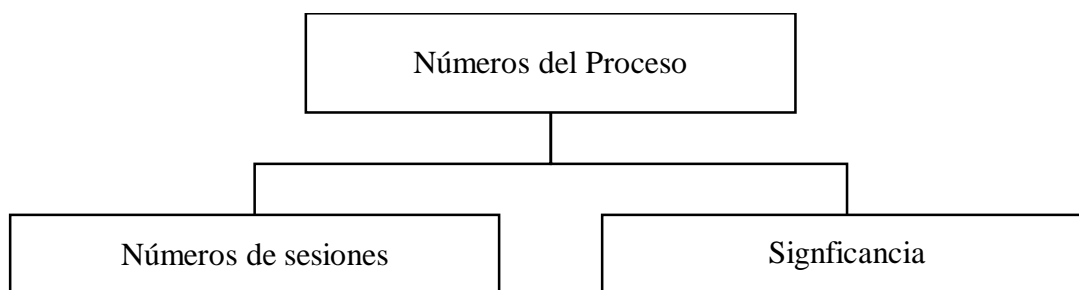 Números del Proceso
Números de sesiones
Signficancia